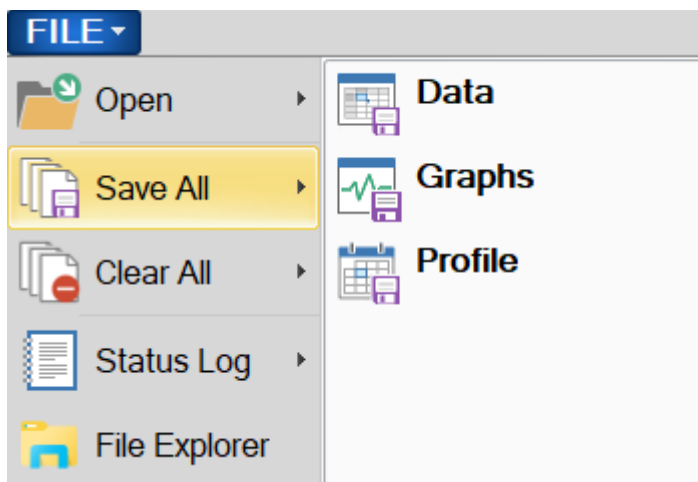 FILE
Open
Save All
Clear All
Status Log
File Explorer
Data
Graphs
Profile